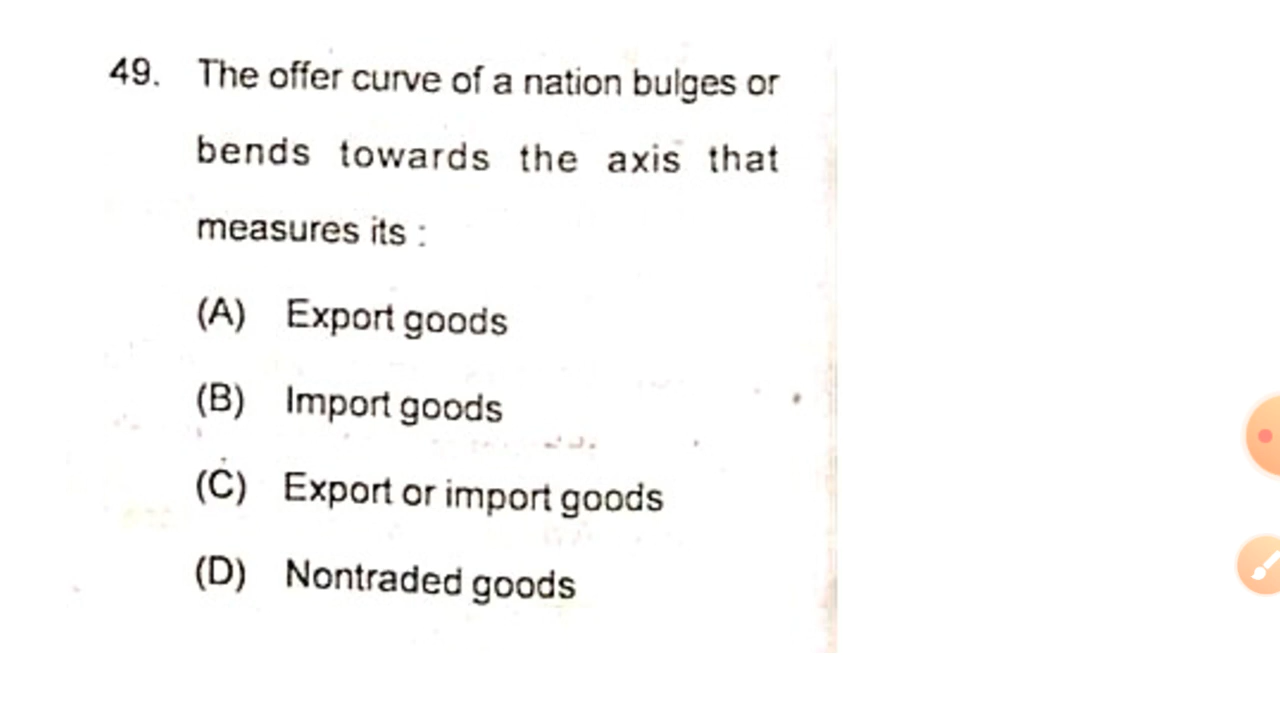 49. The offer curve of a nation bulges or
bends towards the axis that
measures its :
(A) Export goods
(B) Import goods
(C) Export or import goods
(D) Nontraded goods